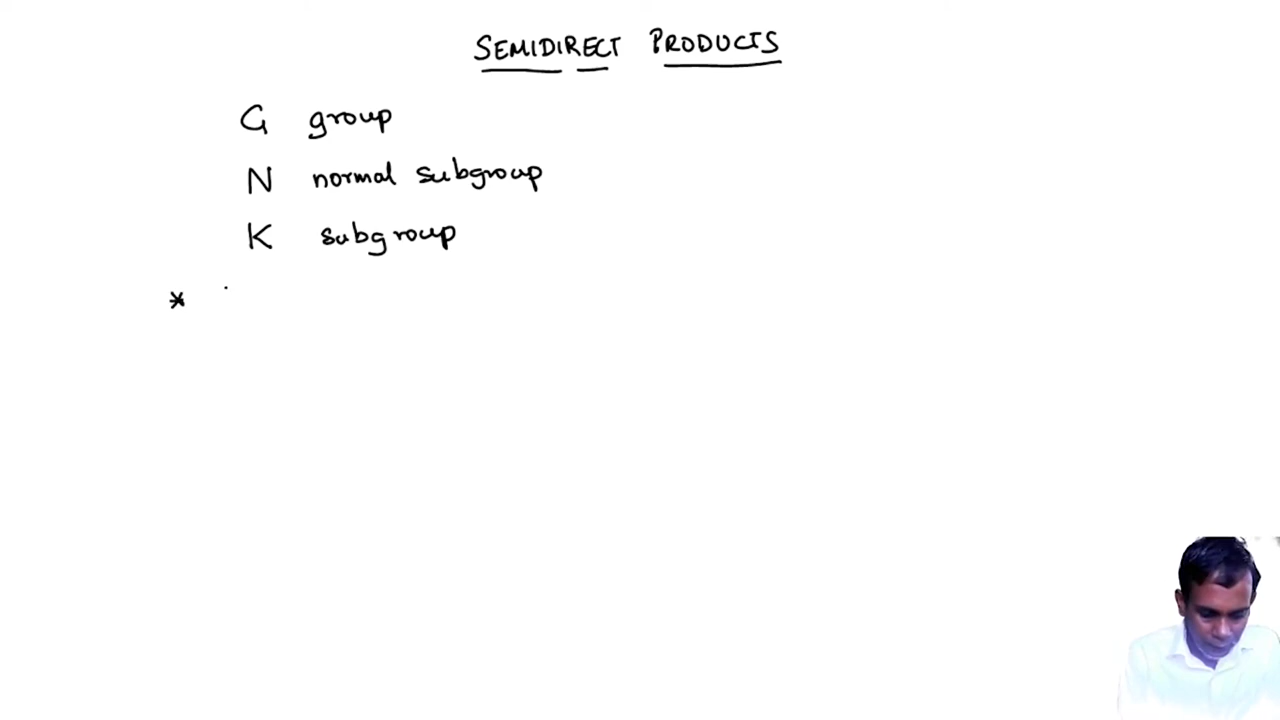 SEMIDIRECT PRODUCTS
G group
N normal subgroup
K subgroup
*